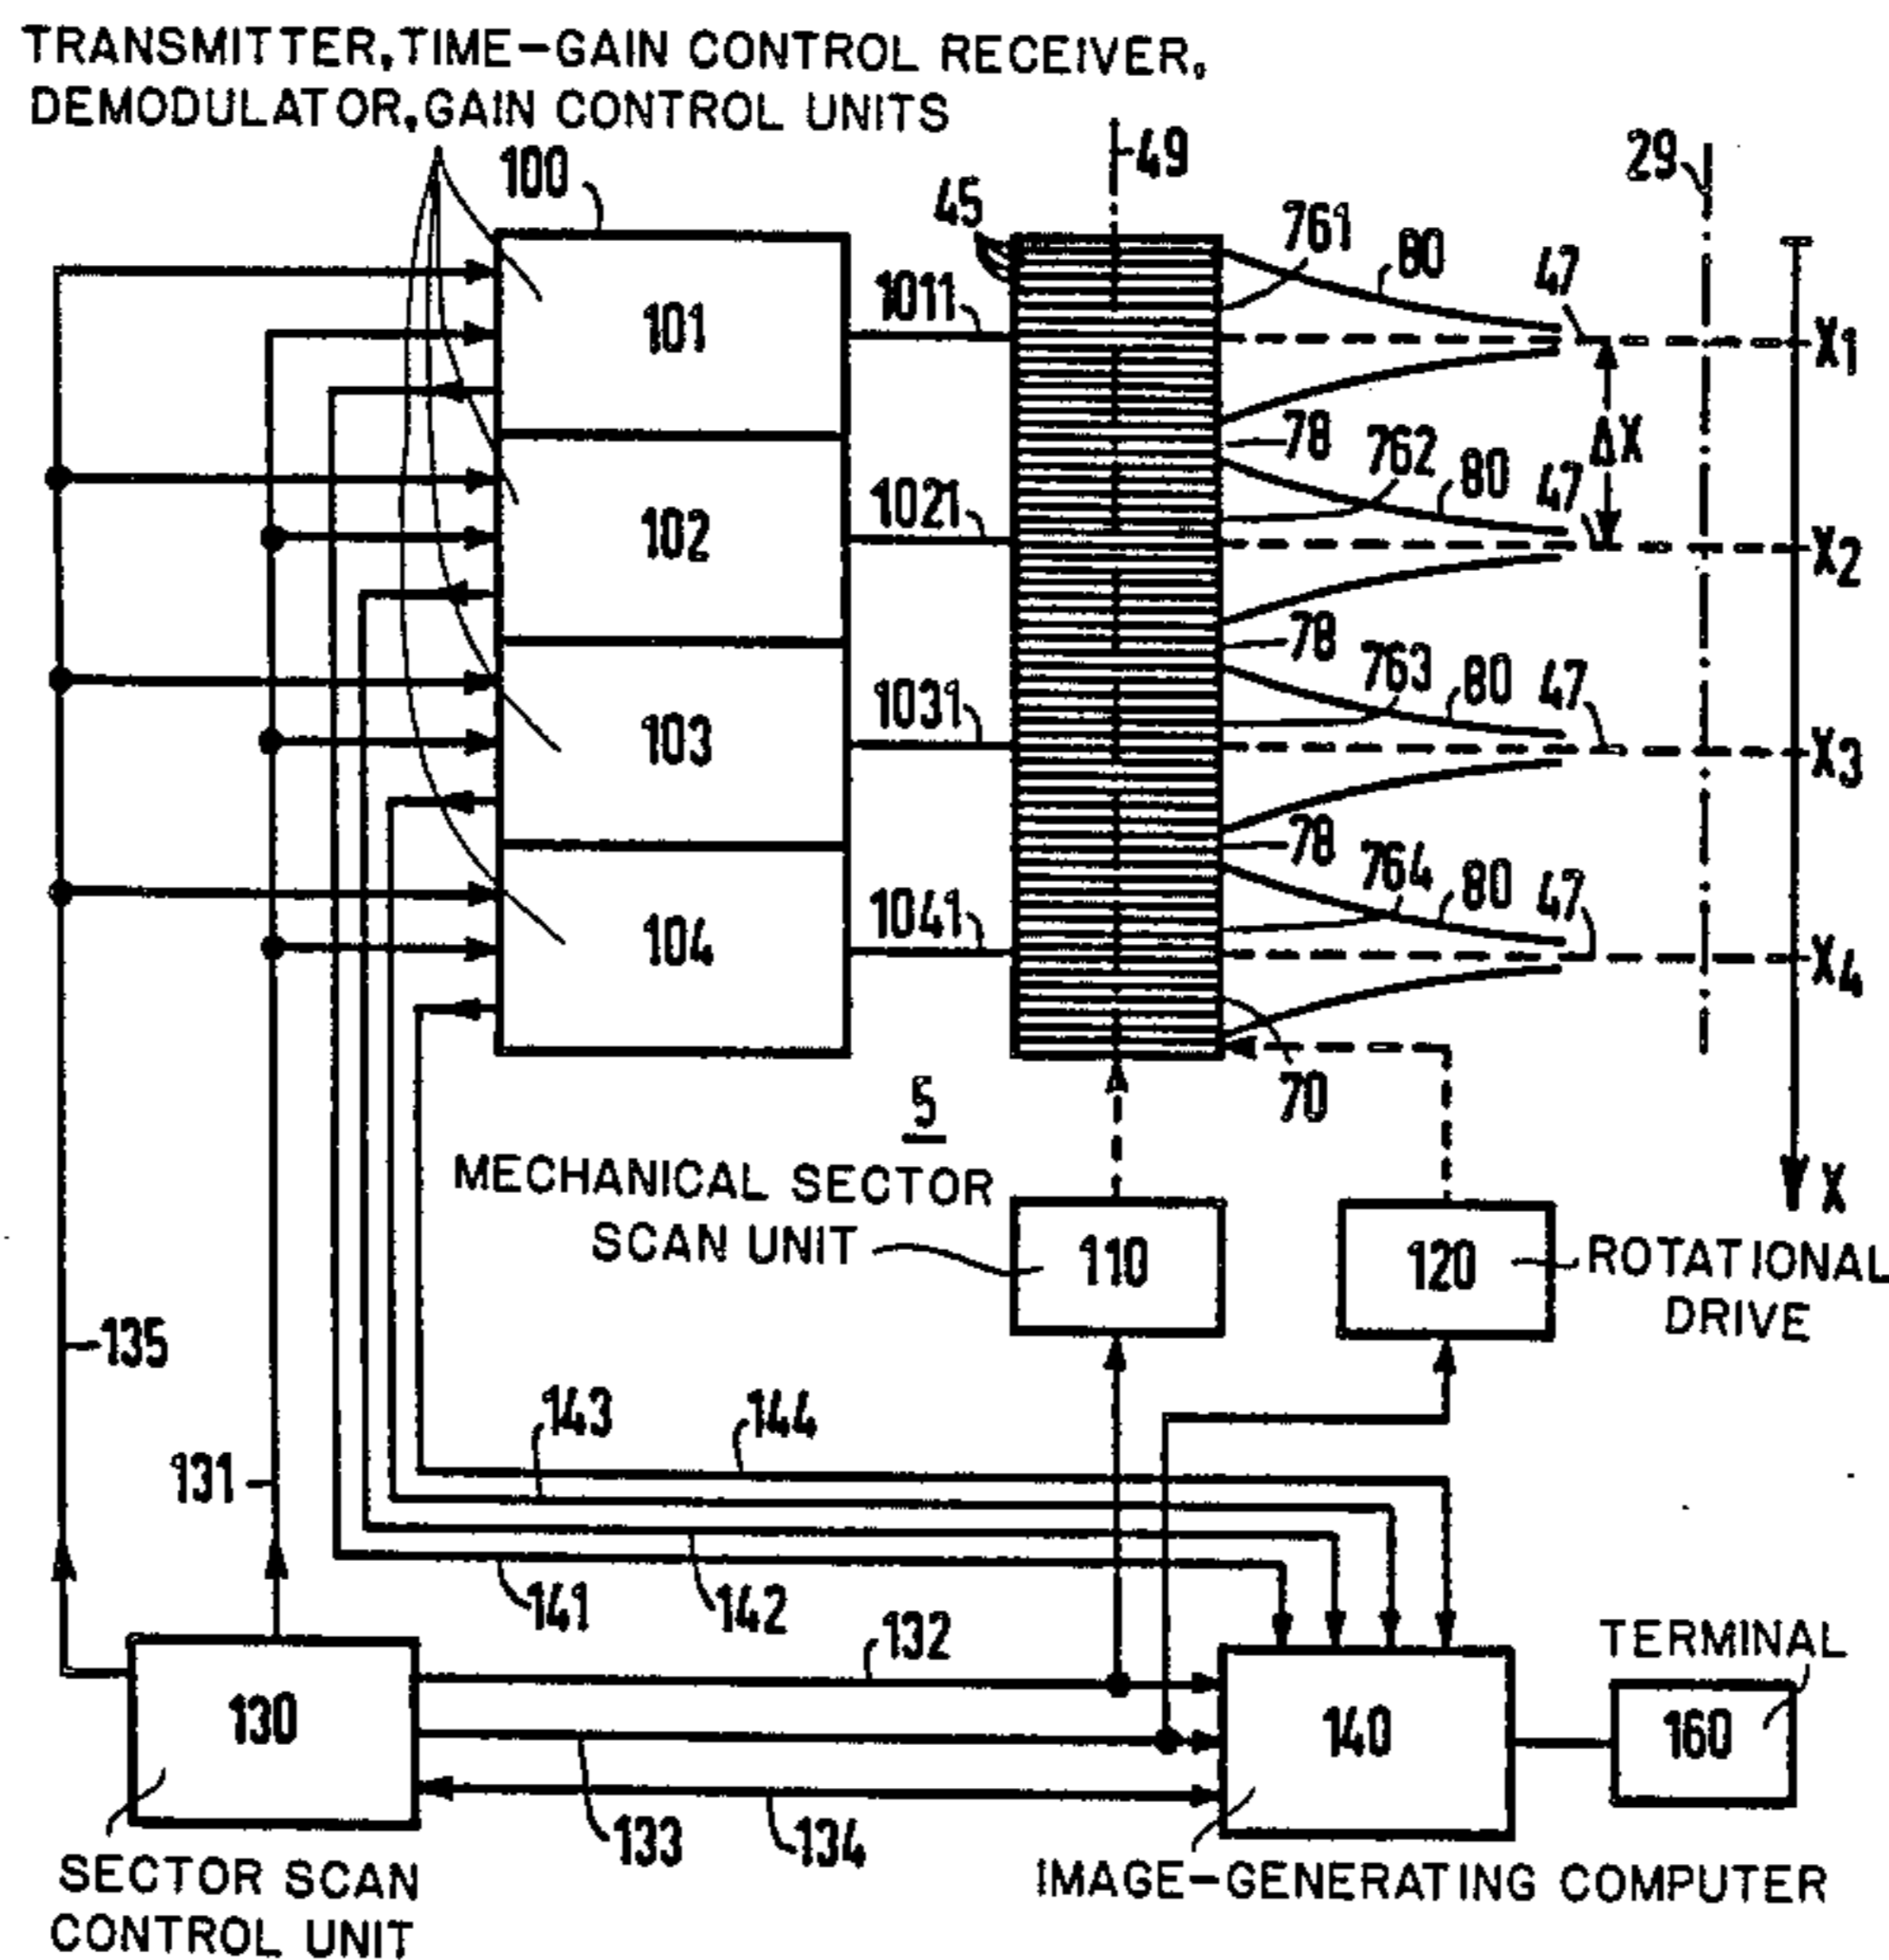 TRANSMITTER, TIME-GAIN CONTROL RECEIVER,
DEMODULATOR, GAIN CONTROL UNITS
100
49
29
45
761
80
47
1011
101
X1
78
762
ΔX
80
47
1021
102
X2
78
763
80
47
1031
103
X3
78
764
80
47
1041
104
X4
70
5
MECHANICAL SECTOR
SCAN UNIT
110
120
ROTATIONAL
DRIVE
X
135
143
144
131
141
142
132
TERMINAL
130
140
160
133
134
SECTOR SCAN
CONTROL UNIT
IMAGE-GENERATING COMPUTER